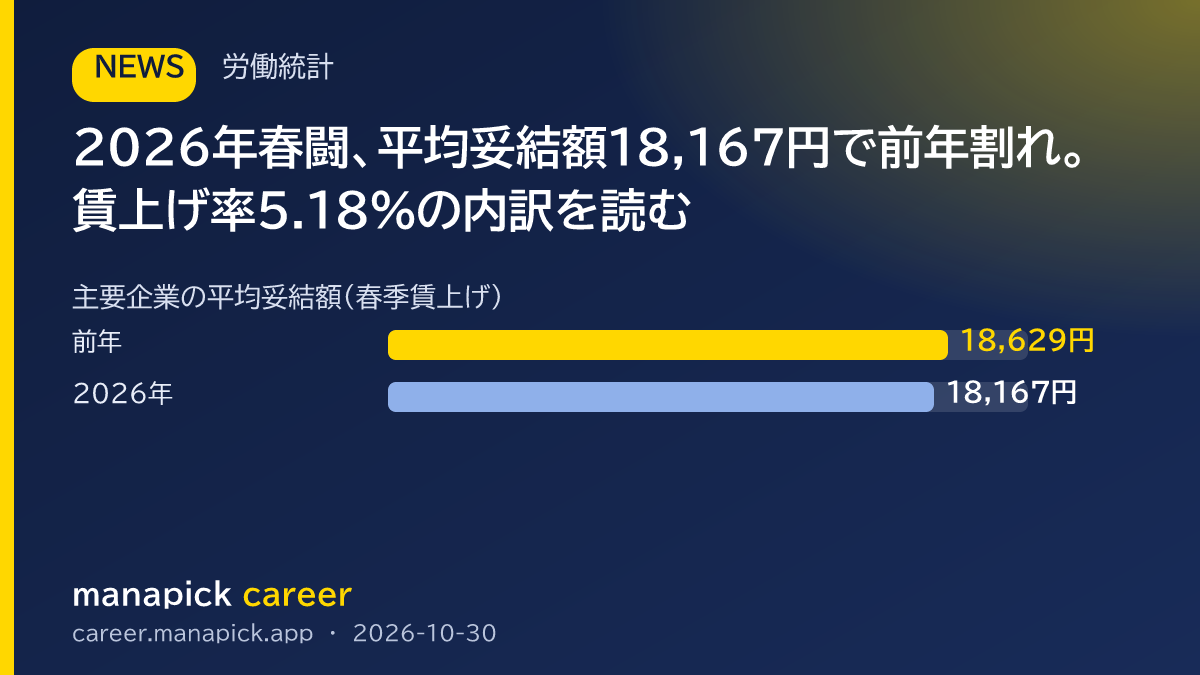 NEWS 労働統計
2026年春闘、平均妥結額18,167円で前年割れ。
賃上げ率5.18%の内訳を読む
主要企業の平均妥結額(春季賃上げ)
前年 18,629円
2026年 18,167円
manapick career
career.manapick.app ・ 2026-10-30